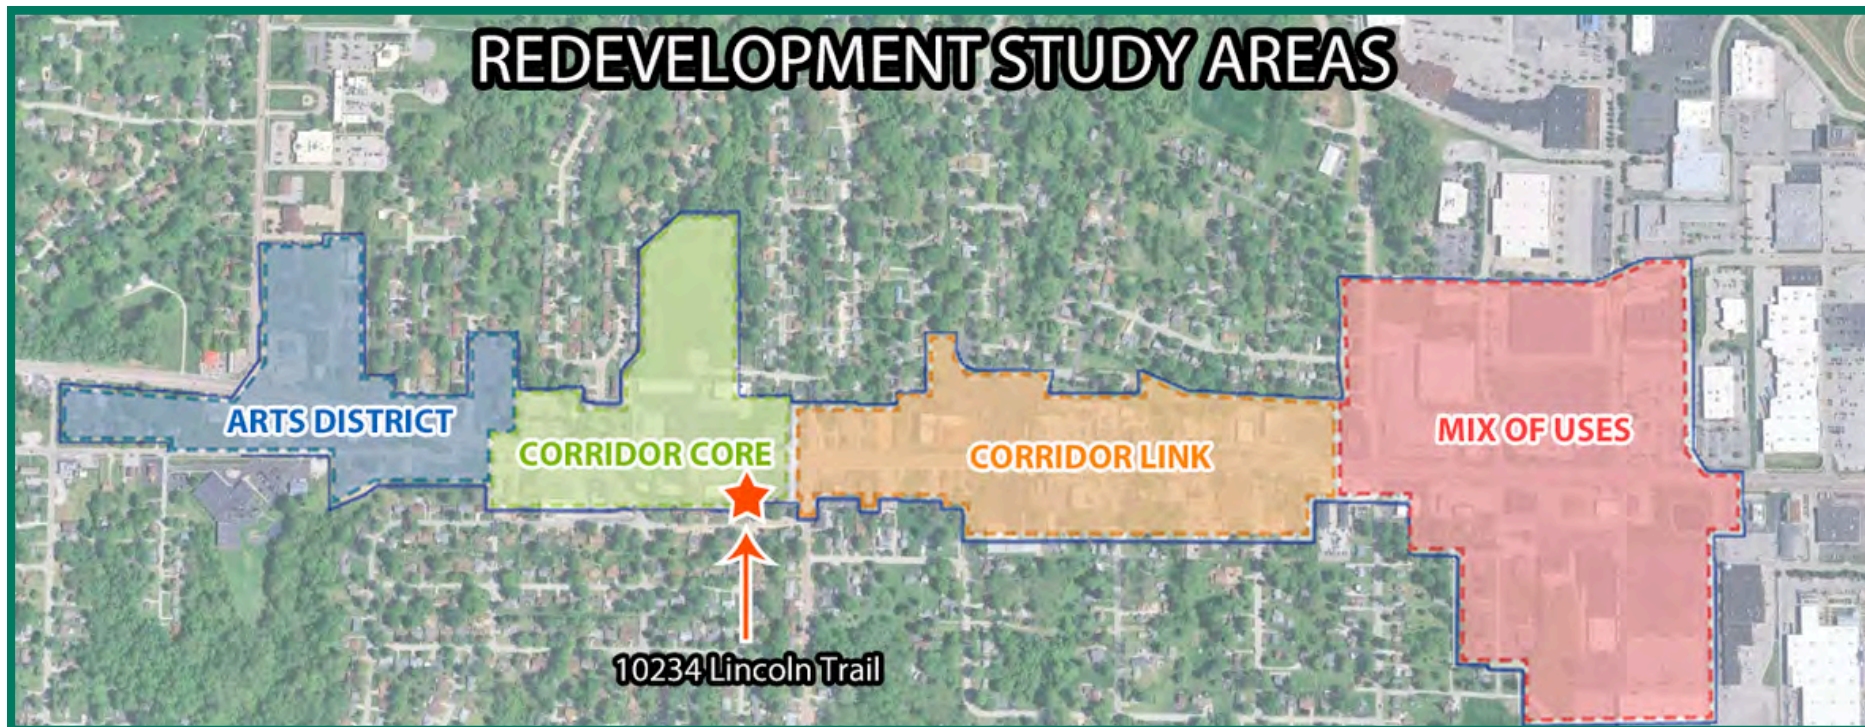 REDEVELOPMENT STUDY AREAS
ARTS DISTRICT
CORRIDOR CORE
CORRIDOR LINK
MIX OF USES
10234 Lincoln Trail